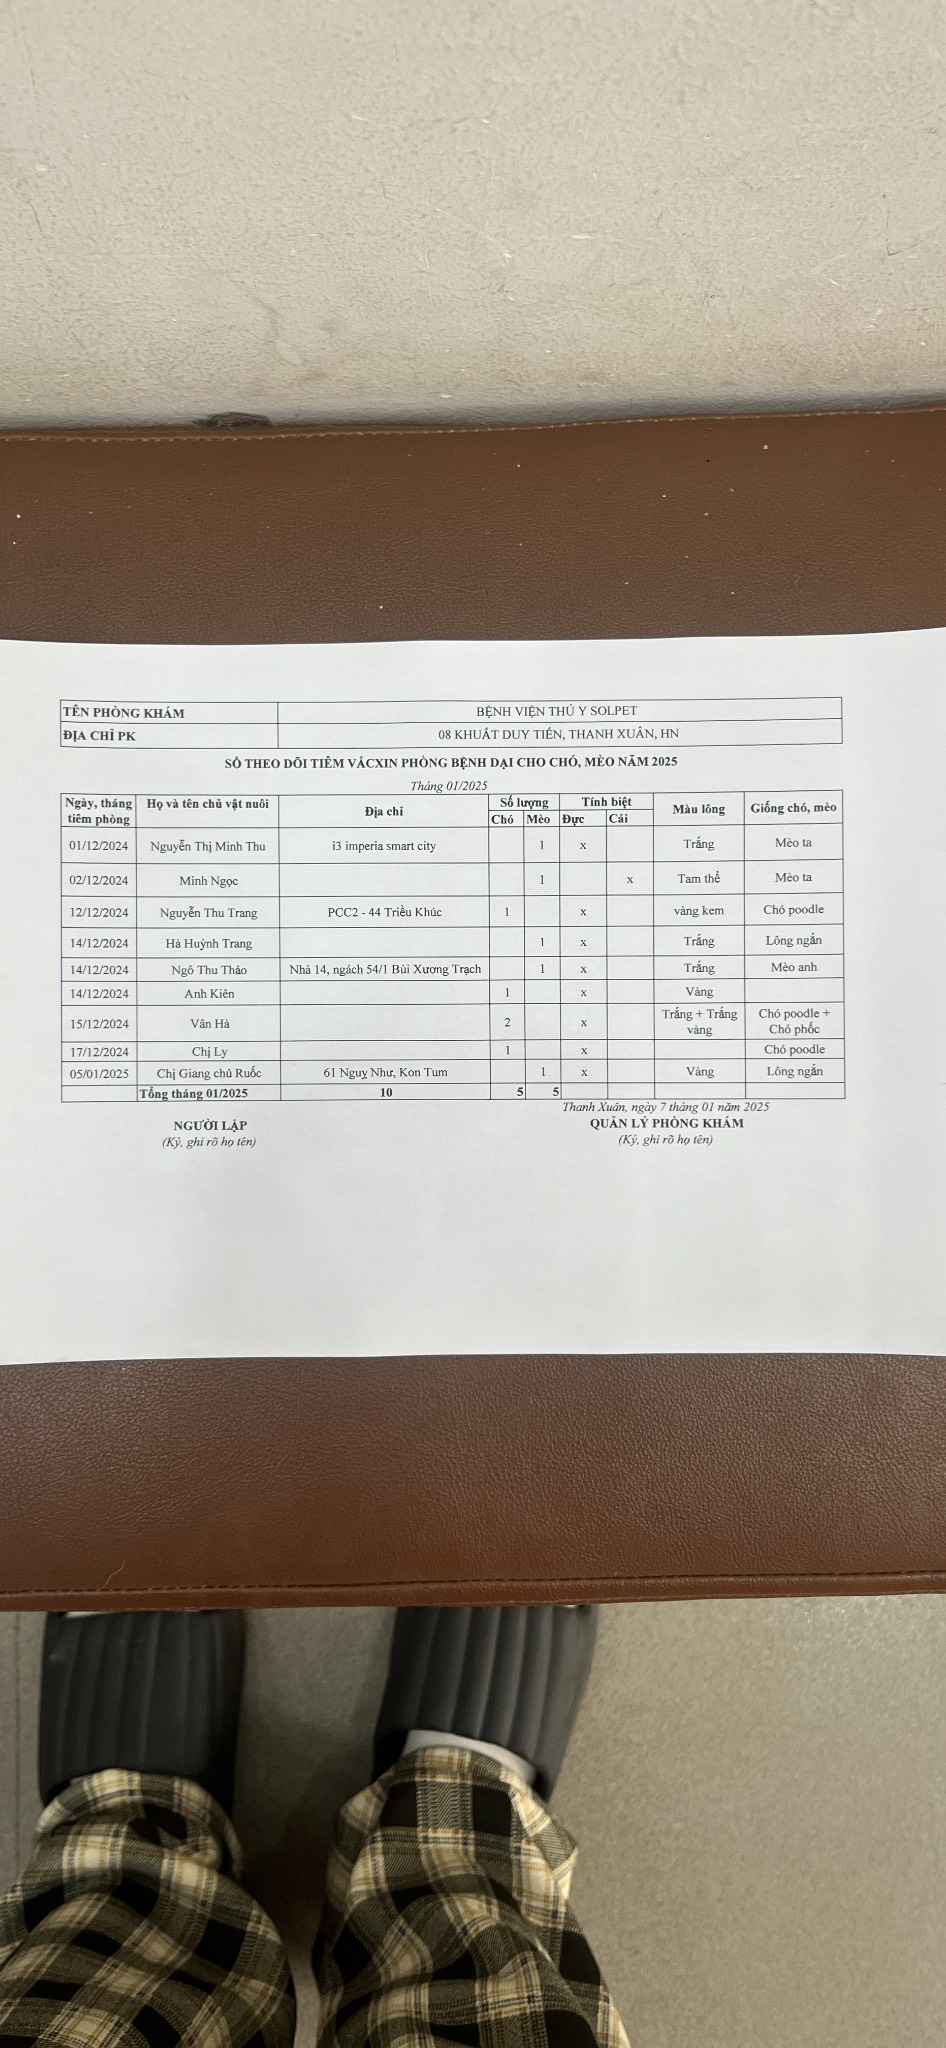 TÊN PHÒNG KHÁM BỆNH VIỆN THÚ Y SOLPET
ĐỊA CHỈ PK 08 KHUẤT DUY TIẾN, THANH XUÂN, HN
SỔ THEO DÕI TIÊM VẮCXIN PHÒNG BỆNH DẠI CHO CHÓ, MÈO NĂM 2025
Tháng 01/2025
Ngày, tháng tiêm phòng Họ và tên chủ vật nuôi Địa chỉ Số lượng Tính biệt Màu lông Giống chó, mèo
Chó Mèo Đực Cái
01/12/2024 Nguyễn Thị Minh Thu i3 imperia smart city 1 x Trắng Mèo ta
02/12/2024 Minh Ngọc 1 x Tam thể Mèo ta
12/12/2024 Nguyễn Thu Trang PCC2 - 44 Triều Khúc 1 x vàng kem Chó poodle
14/12/2024 Hà Huỳnh Trang 1 x Trắng Lông ngắn
14/12/2024 Ngô Thu Thảo Nhà 14, ngách 54/1 Bùi Xương Trạch 1 x Trắng Mèo anh
14/12/2024 Anh Kiên 1 x Vàng
15/12/2024 Vân Hà 2 x Trắng + Trắng vàng Chó poodle + Chó phốc
17/12/2024 Chị Ly 1 x Chó poodle
05/01/2025 Chị Giang chủ Ruốc 61 Nguỵ Như, Kon Tum 1 x Vàng Lông ngắn
Tổng tháng 01/2025 10 5 5
Thanh Xuân, ngày 7 tháng 01 năm 2025
NGƯỜI LẬP QUẢN LÝ PHÒNG KHÁM
(Ký, ghi rõ họ tên) (Ký, ghi rõ họ tên)